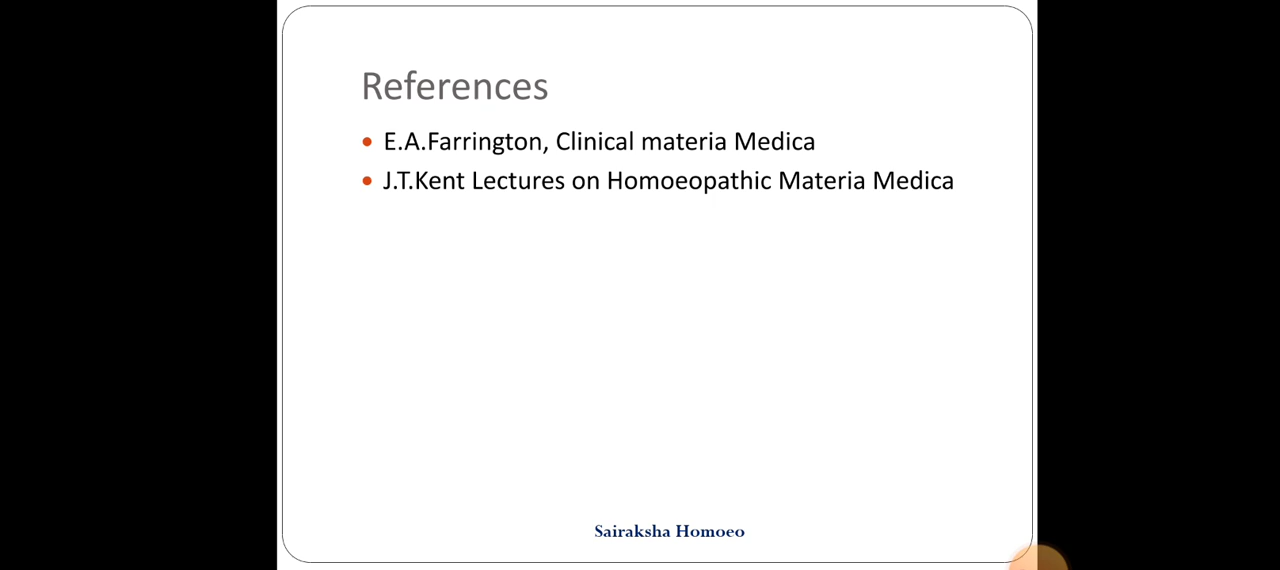 References
E.A.Farrington, Clinical materia Medica
J.T.Kent Lectures on Homoeopathic Materia Medica
Sairaksha Homoeo